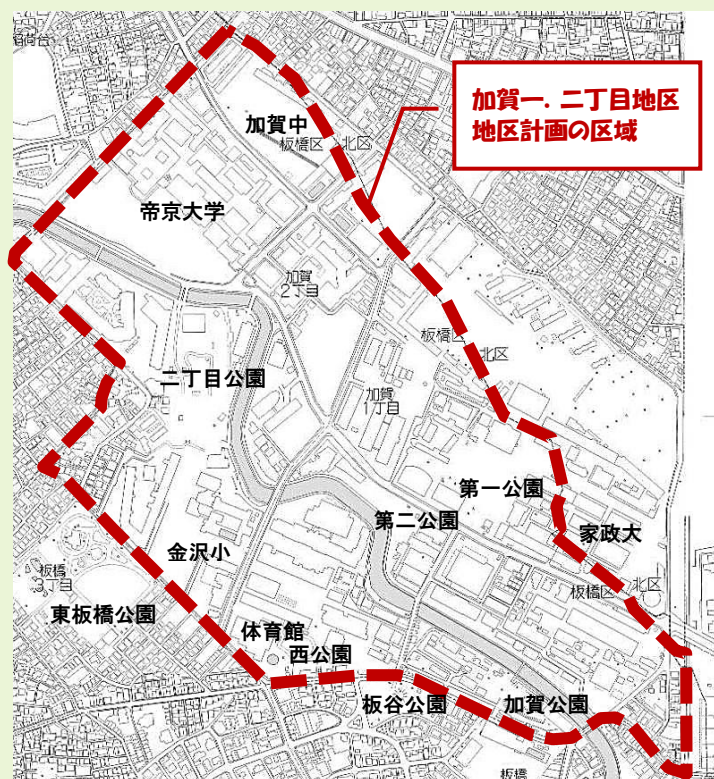 稲荷台
加賀一．二丁目地区
地区計画の区域
加賀中
板橋区 北区
帝京大学
加賀
2丁目
板橋区
北区
二丁目公園
加賀
1丁目
第一公園
第二公園
家政大
金沢小
板橋
3丁目
板橋区
北区
東板橋公園
体育館
西公園
板谷公園
加賀公園
板橋